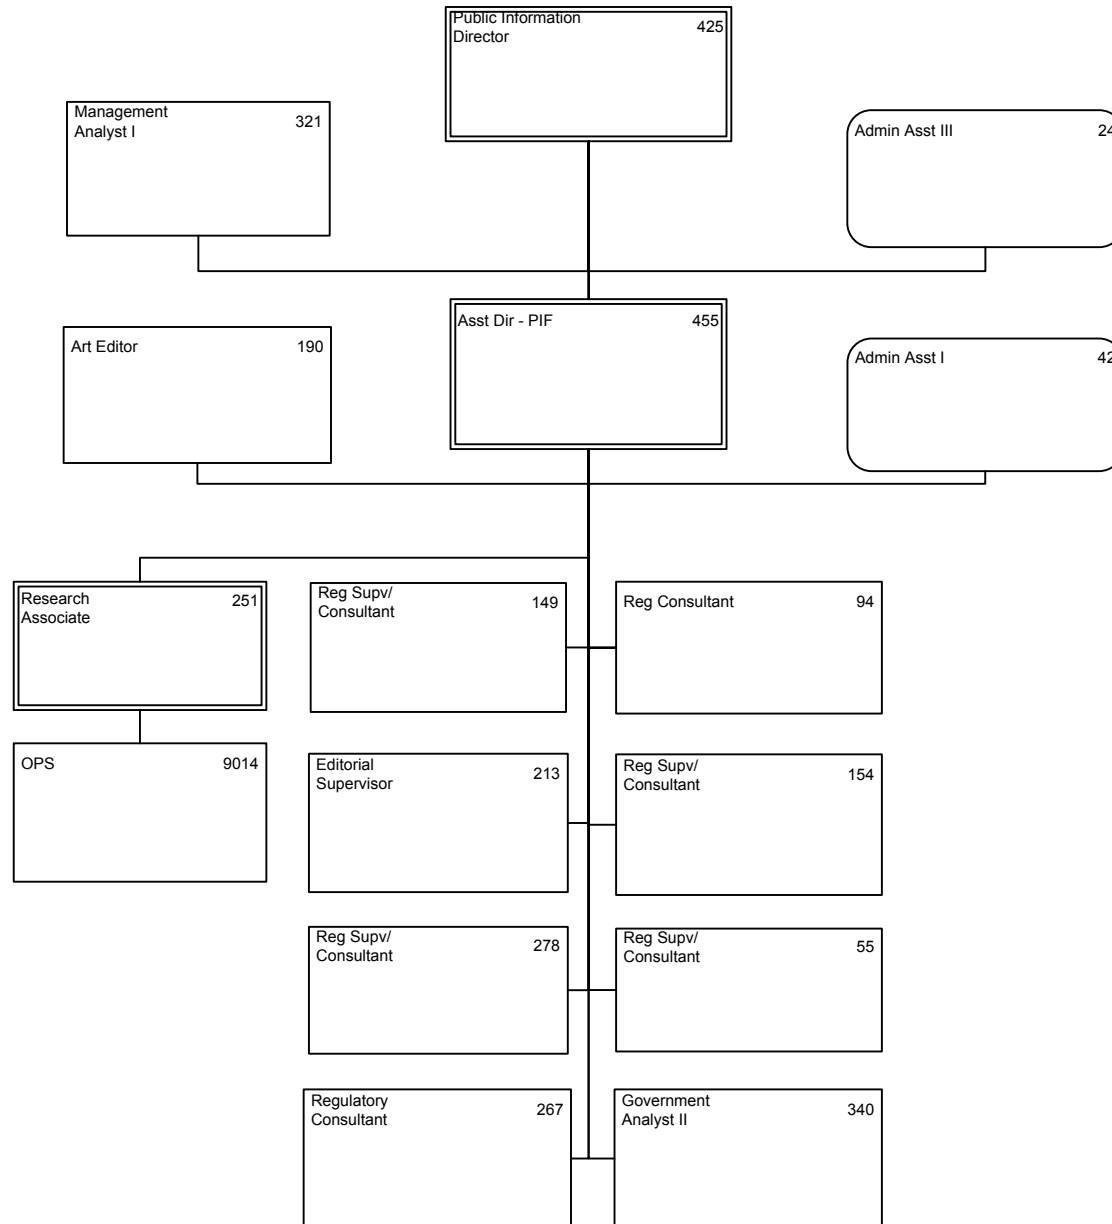 Public Information
Director
425
Management
Analyst I
321
Admin Asst III
Asst Dir - PIF
455
Art Editor
190
Admin Asst I
Research
Associate
251
Reg Supv/
Consultant
149
Reg Consultant
94
OPS
9014
Editorial
Supervisor
213
Reg Supv/
Consultant
154
Reg Supv/
Consultant
278
Reg Supv/
Consultant
55
Regulatory
Consultant
267
Government
Analyst II
340